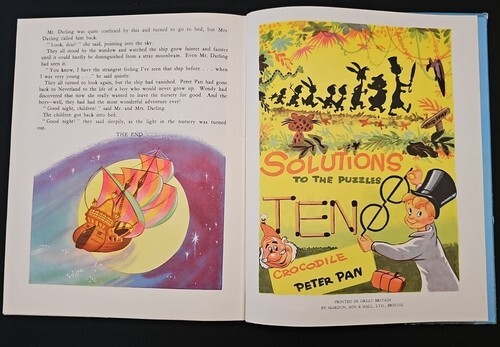 Mr. Darling was quite confused by this and turned to go to bed, but Mrs
Darling called him back.
"Look, dear!" she said, pointing into the sky.
They all stood by the window and watched the ship grow fainter and fainter
until it could hardly be distinguished from a stray moonbeam. Even Mr. Darling
had seen it.
"You know, I have the strangest feeling I've seen that ship before . . . when
I was very young . . ." he said quietly.
They all turned to look again, but the ship had vanished. Peter Pan had gone
back to Neverland to the life of a boy who would never grow up. Wendy had
discovered that now she really wanted to leave the nursery for good. And the
boys—well, they had had the most wonderful adventure ever!
"Good night, children!" said Mr. and Mrs. Darling.
The children got back into bed.
"Good night!" they said sleepily, as the light in the nursery was turned
out.
THE END
SOLUTIONS
TO THE PUZZLES
TEN
CROCODILE
PETER PAN
PRINTED IN GREAT BRITAIN